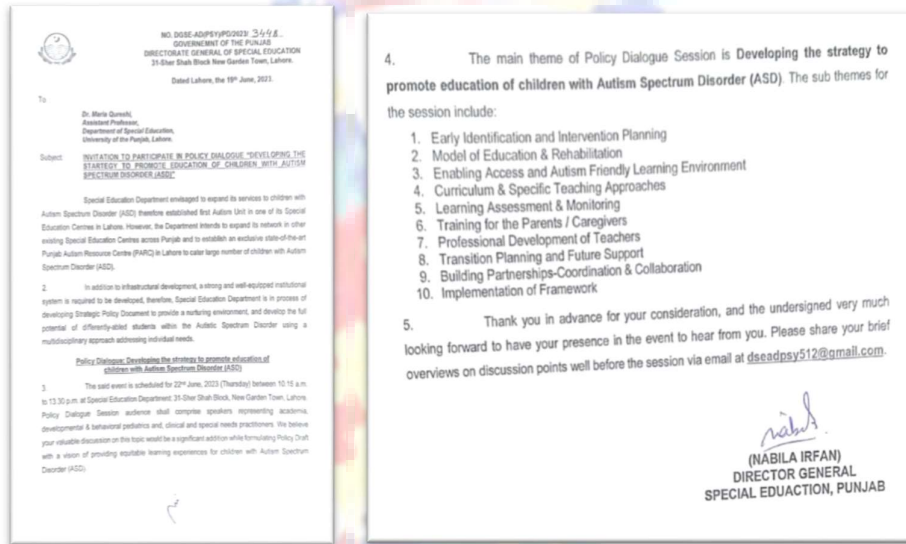 NO. DGSE-AD(PSY)/PD/2023/ 3448
GOVERNEMNT OF THE PUNJAB
DIRECTORATE GENERAL OF SPECIAL EDUCATION
31-Sher Shah Block New Garden Town, Lahore.
Dated Lahore, the 19th June, 2023.
To
Dr. Maria Qureshi,
Assistant Professor,
Department of Special Education,
University of the Punjab, Lahore.
Subject: INVITATION TO PARTICIPATE IN POLICY DIALOGUE "DEVELOPING THE
STARTEGY TO PROMOTE EDUCATION OF CHILDREN WITH AUTISM
SPECTRUM DISORDER (ASD)"
Special Education Department envisaged to expand its services to children with
Autism Spectrum Disorder (ASD) therefore established first Autism Unit in one of its Special
Education Centres in Lahore. However, the Department intends to expand its network in other
existing Special Education Centres across Punjab and to establish an exclusive state-of-the-art
Punjab Autism Resource Centre (PARC) in Lahore to cater large number of children with Autism
Spectrum Disorder (ASD).
2. In addition to infrastructural development, a strong and well-equipped institutional
system is required to be developed, therefore, Special Education Department is in process of
developing Strategic Policy Document to provide a nurturing environment, and develop the full
potential of differently-abled students within the Autistic Spectrum Disorder using a
multidisciplinary approach addressing individual needs.
Policy Dialogue: Developing the strategy to promote education of
children with Autism Spectrum Disorder (ASD)
3. The said event is scheduled for 22nd June, 2023 (Thursday) between 10:15 a.m.
to 13:30 p.m. at Special Education Department 31-Sher Shah Block, New Garden Town, Lahore.
Policy Dialogue Session audience shall comprise speakers representing academia,
developmental & behavioral pediatrics and, clinical and special needs practitioners. We believe
your valuable discussion on this topic would be a significant addition while formulating Policy Draft
with a vision of providing equitable learning experiences for children with Autism Spectrum
Disorder (ASD).
4. The main theme of Policy Dialogue Session is Developing the strategy to
promote education of children with Autism Spectrum Disorder (ASD). The sub themes for
the session include:
1. Early Identification and Intervention Planning
2. Model of Education & Rehabilitation
3. Enabling Access and Autism Friendly Learning Environment
4. Curriculum & Specific Teaching Approaches
5. Learning Assessment & Monitoring
6. Training for the Parents / Caregivers
7. Professional Development of Teachers
8. Transition Planning and Future Support
9. Building Partnerships-Coordination & Collaboration
10. Implementation of Framework
5. Thank you in advance for your consideration, and the undersigned very much
looking forward to have your presence in the event to hear from you. Please share your brief
overviews on discussion points well before the session via email at dseadpsy512@gmail.com.
(NABILA IRFAN)
DIRECTOR GENERAL
SPECIAL EDUACTION, PUNJAB